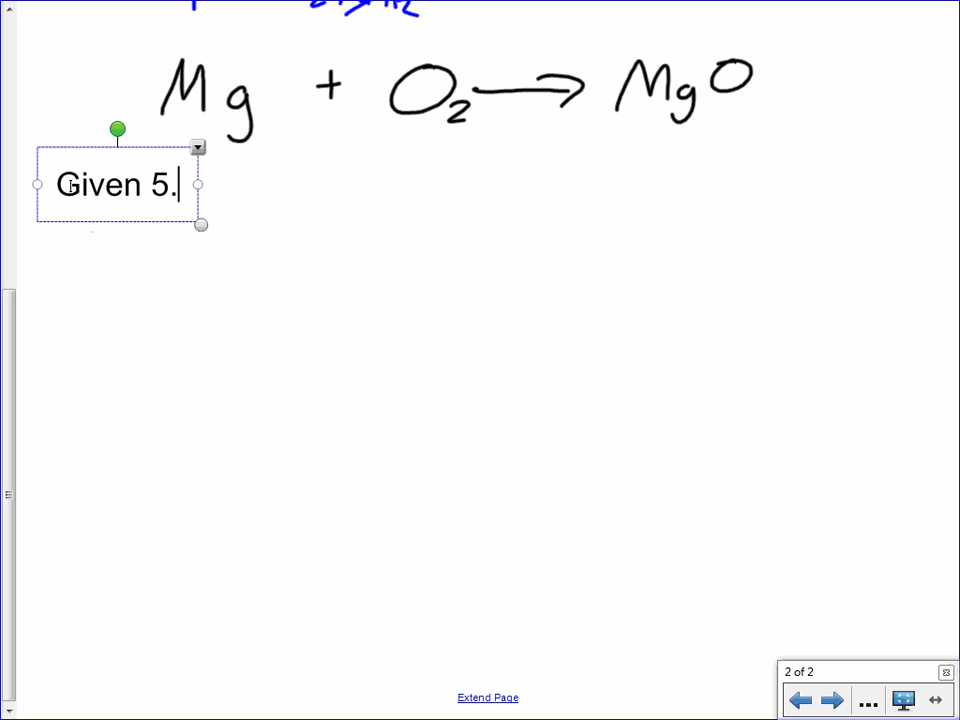 Mg + O₂ → MgO
Given 5.
2 of 2
...
Extend Page